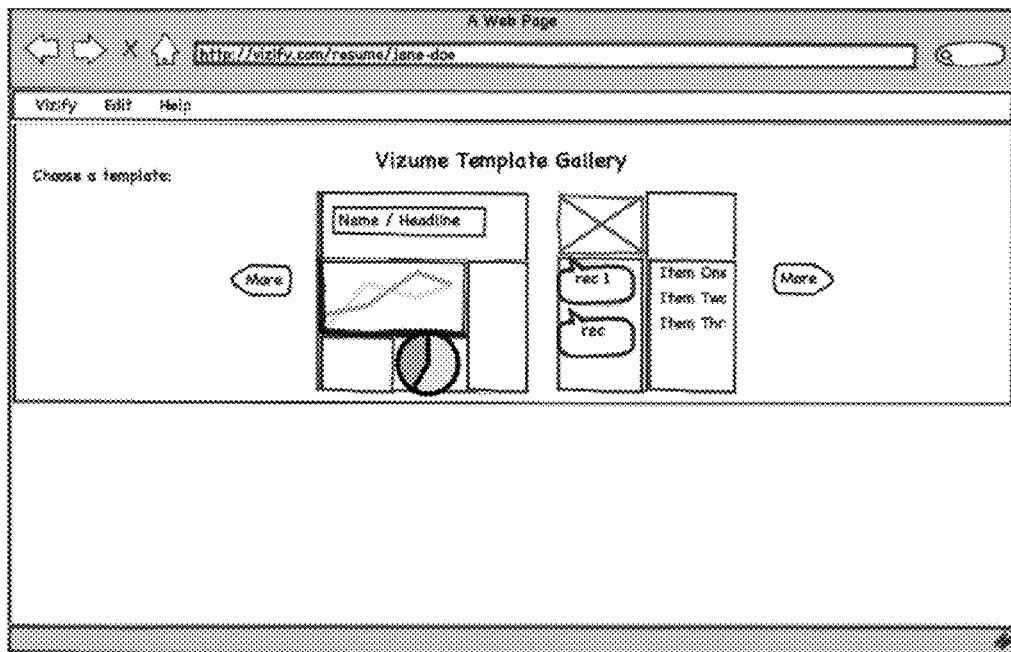 A Web Page
http://vizify.com/resume/jane-doe
Vizify Edit Help
Vizume Template Gallery
Choose a template:
Name / Headline
More
rec 1
rec
Item One
Item Two
Item Thr
More